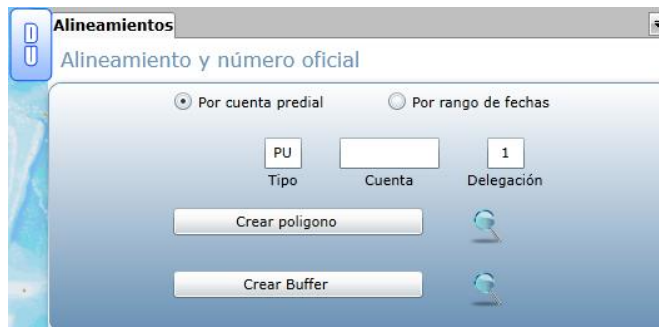 Alineamientos
Alineamiento y número oficial
Por cuenta predial Por rango de fechas
PU 1
Tipo Cuenta Delegación
Crear poligono
Crear Buffer